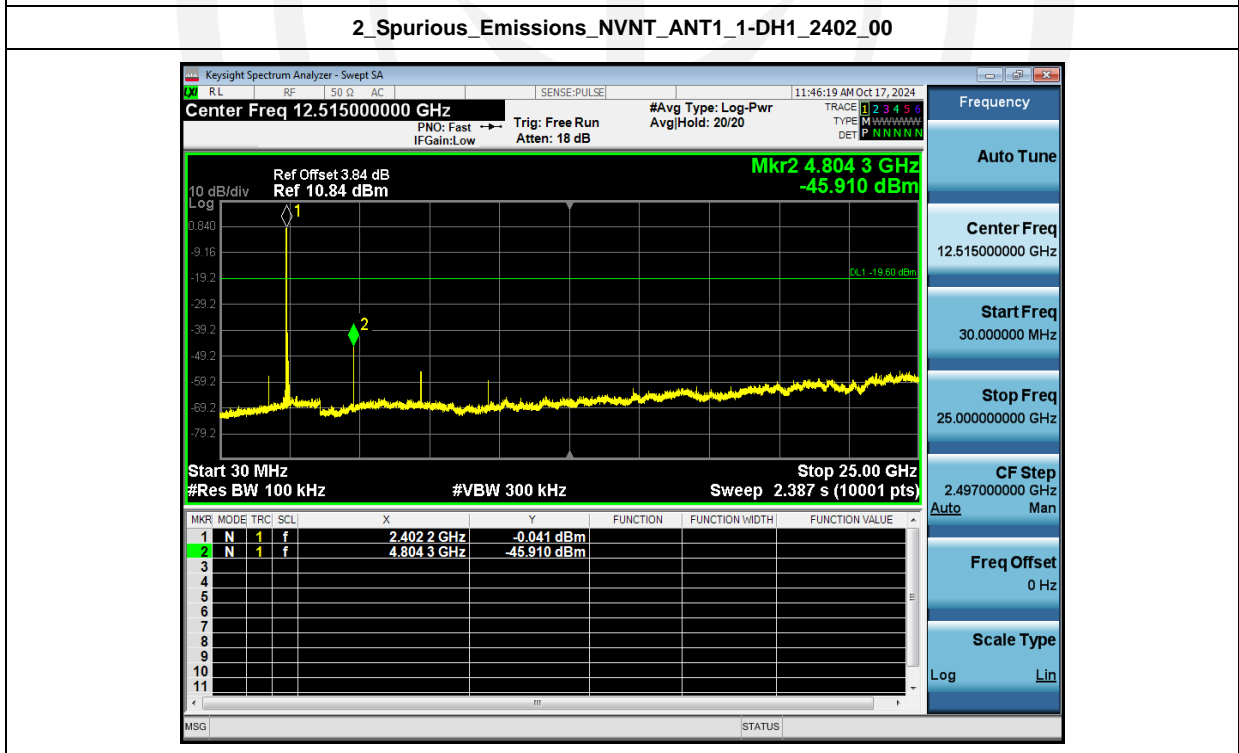 2_Spurious_Emissions_NVNT_ANT1_1-DH1_2402_00
Keysight Spectrum Analyzer - Swept SA
LXI RL RF 50 Ω AC SENSE:PULSE 11:46:19 AM Oct 17, 2024
Center Freq 12.515000000 GHz
PNO: Fast
IFGain:Low
Trig: Free Run
Atten: 18 dB
#Avg Type: Log-Pwr
Avg|Hold: 20/20
TRACE 1 2 3 4 5 6
TYPE M WWWWW
DET P N N N N N
Mkr2 4.804 3 GHz
-45.910 dBm
Ref Offset 3.84 dB
10 dB/div Ref 10.84 dBm
Log
0.840
-9.16
-19.2
-29.2
-39.2
-49.2
-59.2
-69.2
-79.2
1
2
DL1 -19.60 dBm
Start 30 MHz Stop 25.00 GHz
#Res BW 100 kHz #VBW 300 kHz Sweep 2.387 s (10001 pts)
MKR MODE TRC SCL X Y FUNCTION FUNCTION WIDTH FUNCTION VALUE
1 N 1 f 2.402 2 GHz -0.041 dBm
2 N 1 f 4.804 3 GHz -45.910 dBm
3
4
5
6
7
8
9
10
11
MSG STATUS
Frequency
Auto Tune
Center Freq
12.515000000 GHz
Start Freq
30.000000 MHz
Stop Freq
25.000000000 GHz
CF Step
2.497000000 GHz
Auto Man
Freq Offset
0 Hz
Scale Type
Log Lin